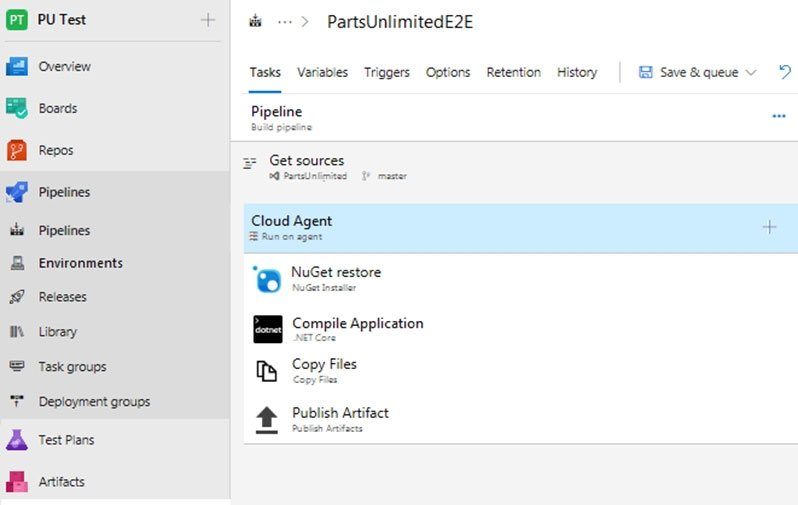 PT PU Test
Overview
Boards
Repos
Pipelines
Pipelines
Environments
Releases
Library
Task groups
Deployment groups
Test Plans
Artifacts
... > PartsUnlimitedE2E
Tasks Variables Triggers Options Retention History Save & queue
Pipeline
Build pipeline
...
Get sources
PartsUnlimited master
Cloud Agent
Run on agent
NuGet restore
NuGet Installer
dotnet
Compile Application
.NET Core
Copy Files
Copy Files
Publish Artifact
Publish Artifacts